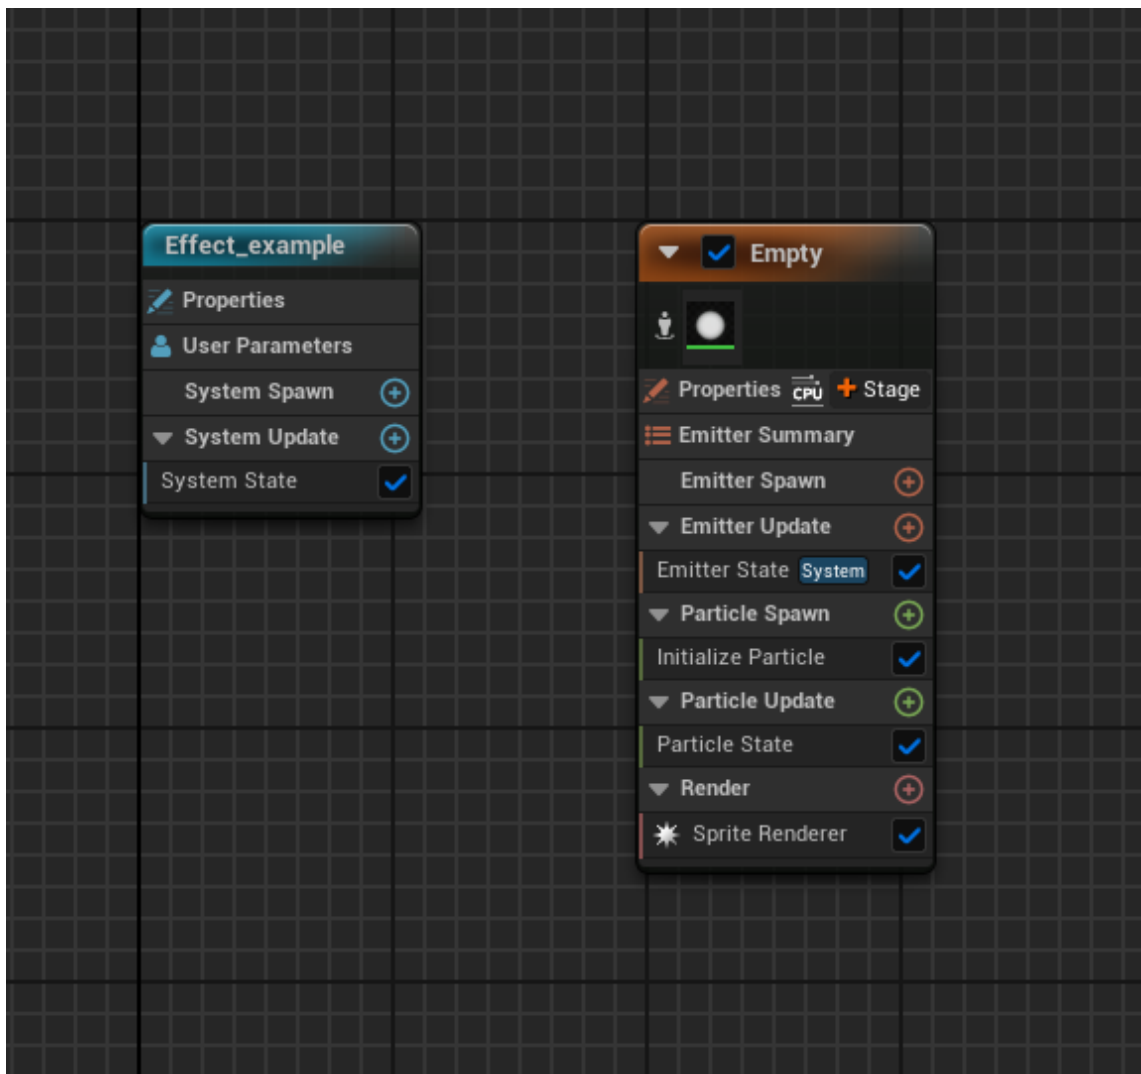 Effect_example
Properties
User Parameters
System Spawn
System Update
System State
Empty
Properties CPU Stage
Emitter Summary
Emitter Spawn
Emitter Update
Emitter State System
Particle Spawn
Initialize Particle
Particle Update
Particle State
Render
Sprite Renderer